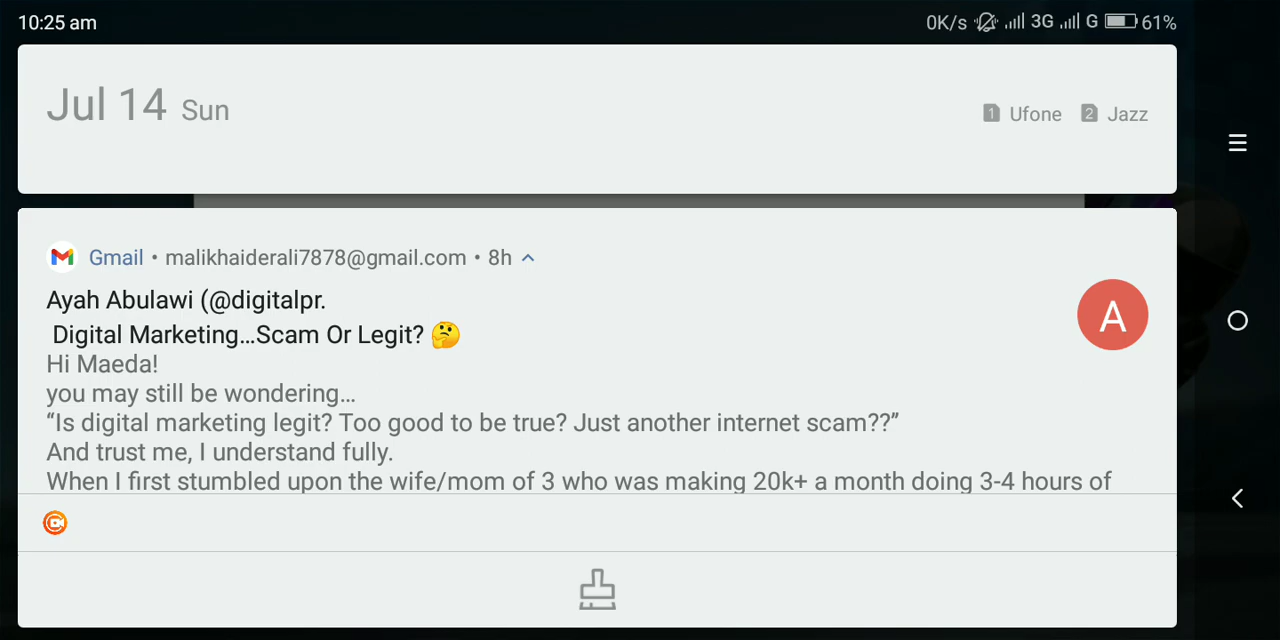 10:25 am
0K/s 3G G 61%
Jul 14 Sun
1 Ufone 2 Jazz
Gmail • malikhaiderali7878@gmail.com • 8h
Ayah Abulawi (@digitalpr.
A
Digital Marketing...Scam Or Legit? 🤔
Hi Maeda!
you may still be wondering...
“Is digital marketing legit? Too good to be true? Just another internet scam??”
And trust me, I understand fully.
When I first stumbled upon the wife/mom of 3 who was making 20k+ a month doing 3-4 hours of